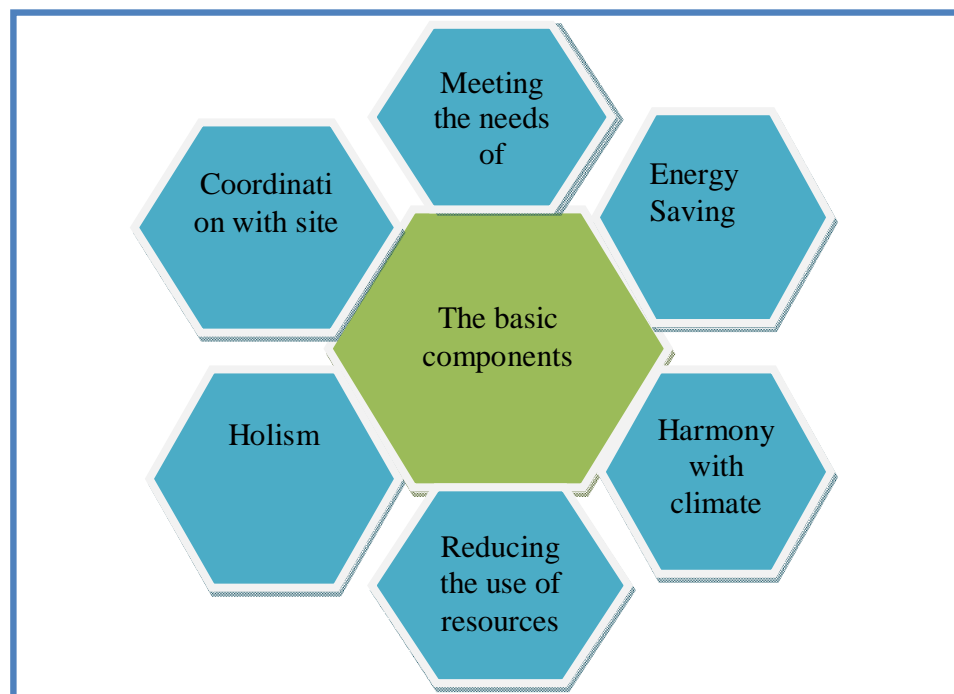 Meeting
the needs
of
Coordinati
on with site
Energy
Saving
The basic
components
Holism
Harmony
with
climate
Reducing
the use of
resources